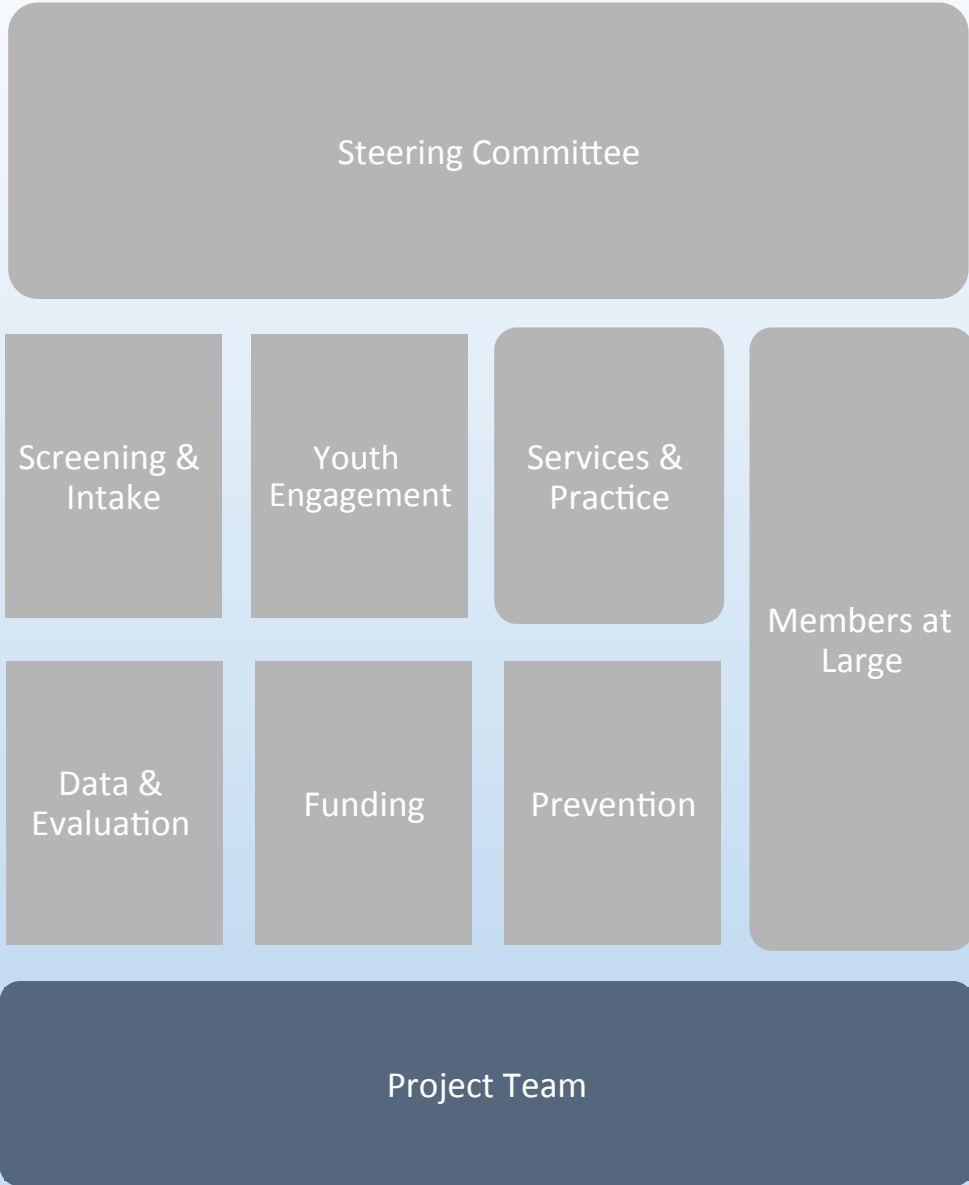 Steering Committee
Screening &
Intake
Youth
Engagement
Services &
Practice
Members at
Large
Data &
Evaluation
Funding
Prevention
Project Team